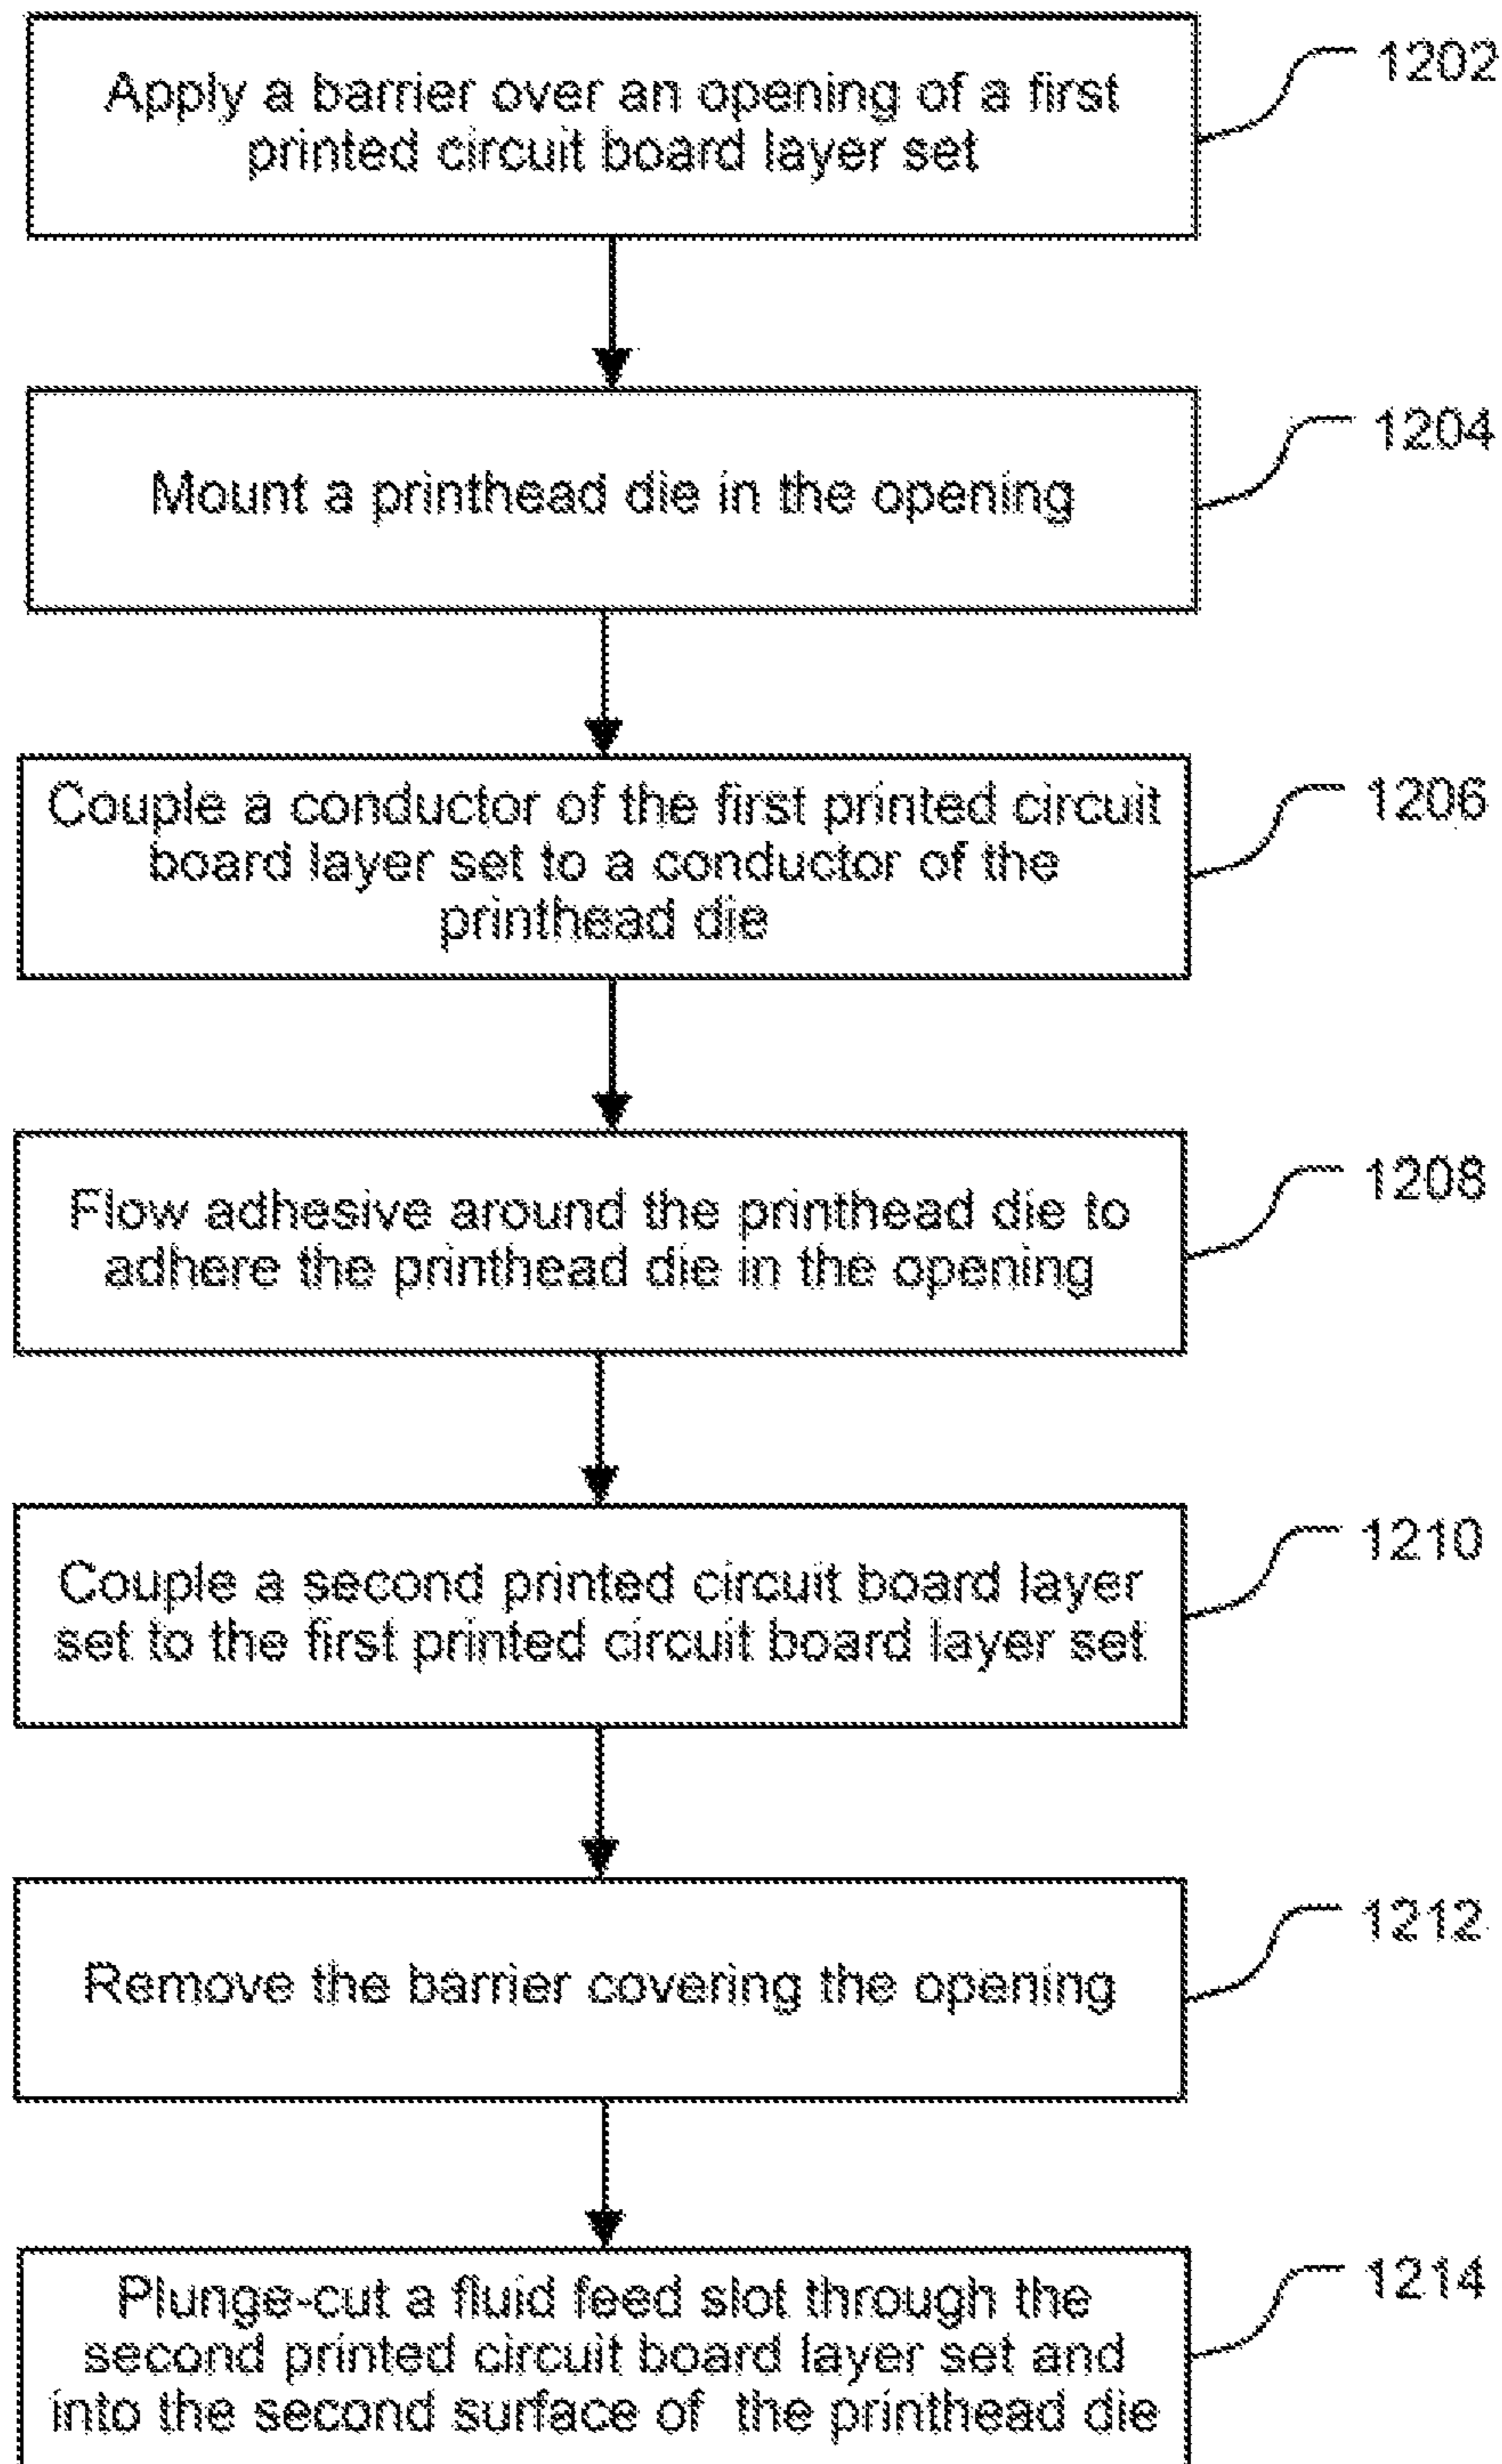 Apply a barrier over an opening of a first
printed circuit board layer set
1202
Mount a printhead die in the opening
1204
Couple a conductor of the first printed circuit
board layer set to a conductor of the
printhead die
1206
Flow adhesive around the printhead die to
adhere the printhead die in the opening
1208
Couple a second printed circuit board layer
set to the first printed circuit board layer set
1210
Remove the barrier covering the opening
1212
Plunge-cut a fluid feed slot through the
second printed circuit board layer set and
into the second surface of the printhead die
1214